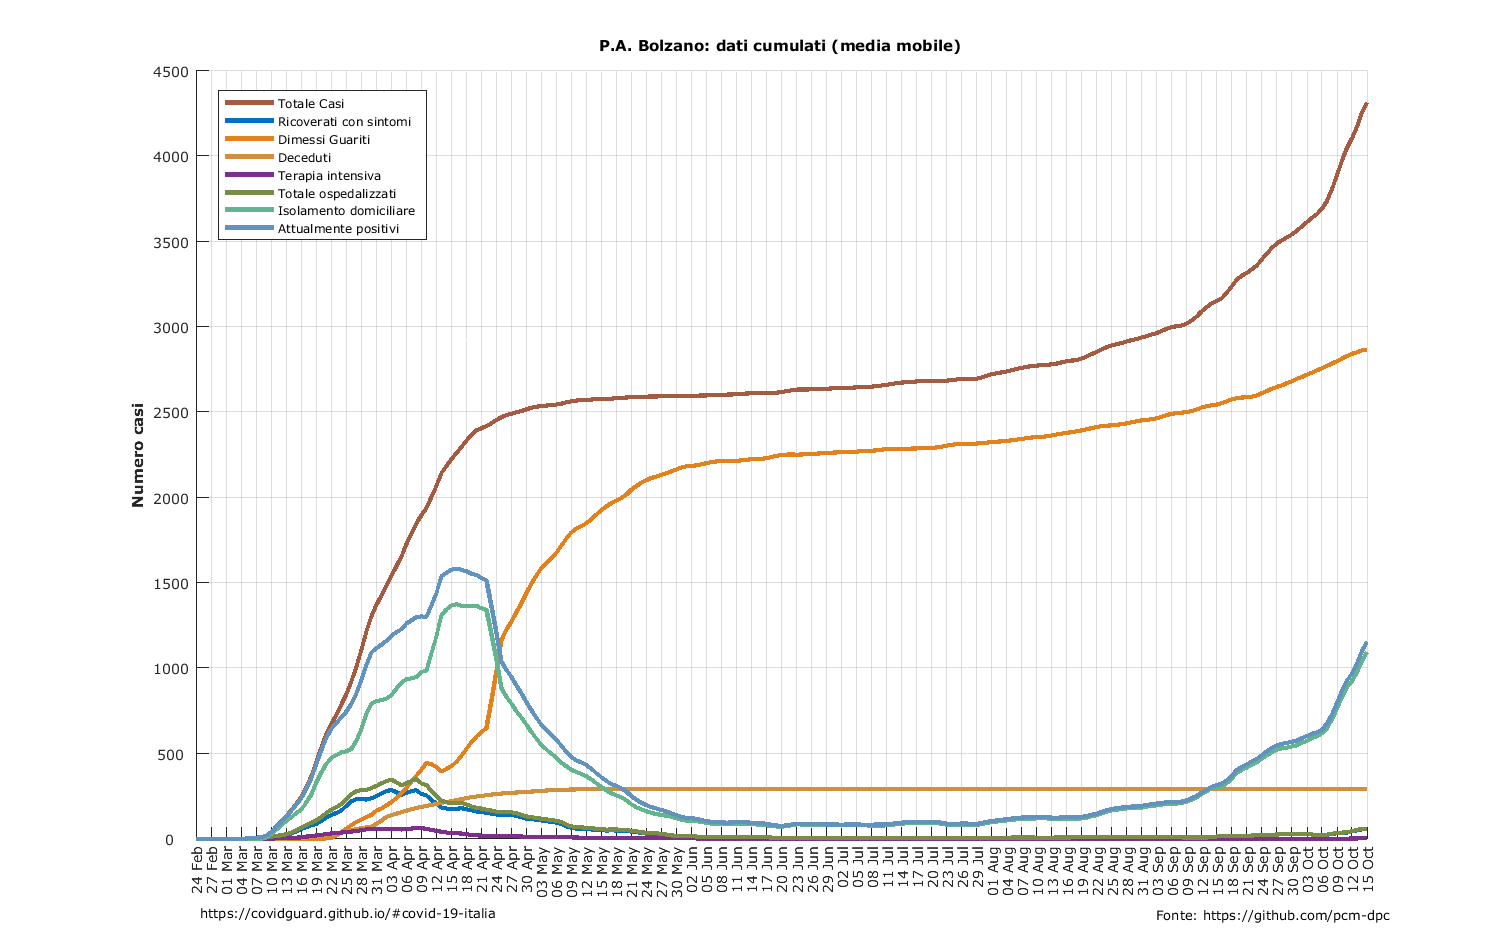 P.A. Bolzano: dati cumulati (media mobile)
4500
4000
3500
3000
2500
2000
1500
1000
500
0
Numero casi
Totale Casi
Ricoverati con sintomi
Dimessi Guariti
Deceduti
Terapia intensiva
Totale ospedalizzati
Isolamento domiciliare
Attualmente positivi
24 Feb
27 Feb
01 Mar
04 Mar
07 Mar
10 Mar
13 Mar
16 Mar
19 Mar
22 Mar
25 Mar
28 Mar
31 Mar
03 Apr
06 Apr
09 Apr
12 Apr
15 Apr
18 Apr
21 Apr
24 Apr
27 Apr
30 Apr
03 May
06 May
09 May
12 May
15 May
18 May
21 May
24 May
27 May
30 May
02 Jun
05 Jun
08 Jun
11 Jun
14 Jun
17 Jun
20 Jun
23 Jun
26 Jun
29 Jun
02 Jul
05 Jul
08 Jul
11 Jul
14 Jul
17 Jul
20 Jul
23 Jul
26 Jul
29 Jul
01 Aug
04 Aug
07 Aug
10 Aug
13 Aug
16 Aug
19 Aug
22 Aug
25 Aug
28 Aug
31 Aug
03 Sep
06 Sep
09 Sep
12 Sep
15 Sep
18 Sep
21 Sep
24 Sep
27 Sep
30 Sep
03 Oct
06 Oct
09 Oct
12 Oct
15 Oct
https://covidguard.github.io/#covid-19-italia
Fonte: https://github.com/pcm-dpc